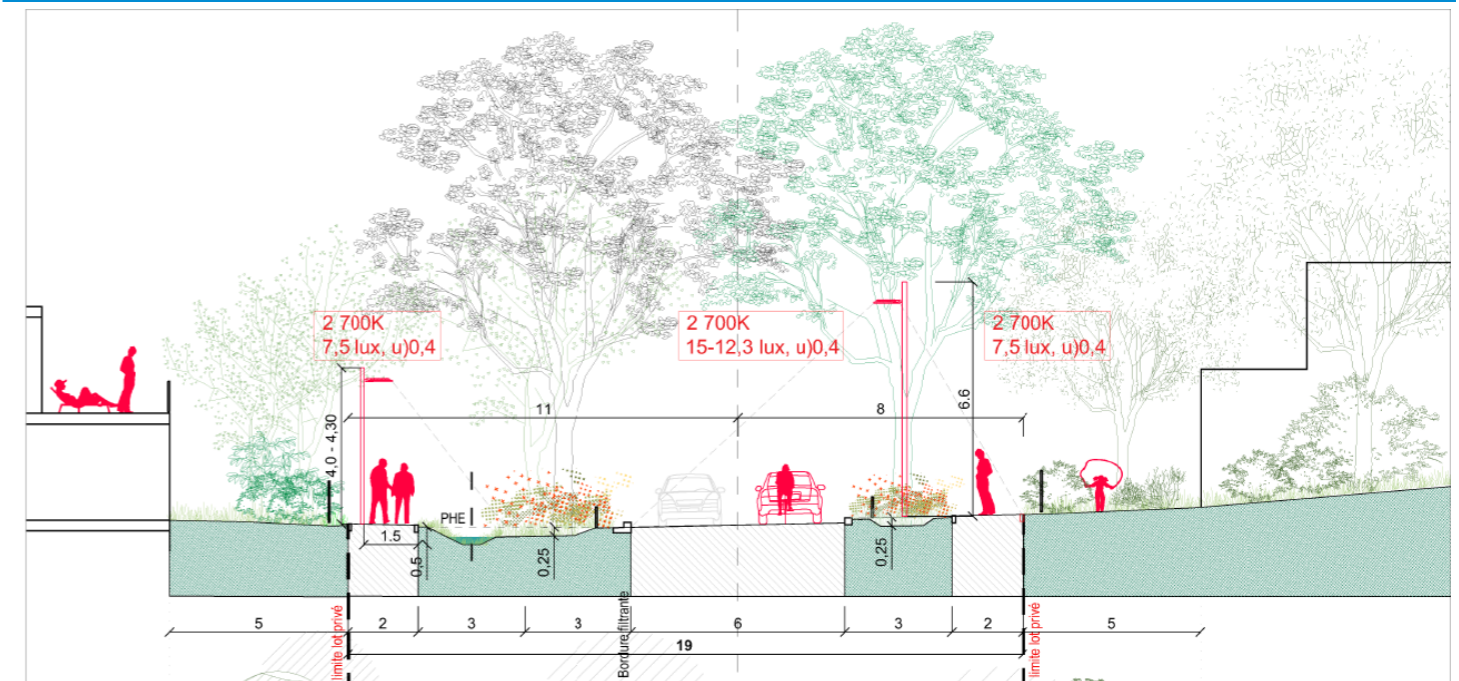 2 700K
7,5 lux, u)0,4
2 700K
15-12,3 lux, u)0,4
2 700K
7,5 lux, u)0,4
11
8
6.6
4,0 - 4,30
PHE
1.5
0,5
0,25
0,25
5
2
3
3
6
3
2
5
19
limite lot privé
Bordure filtrante
limite lot privé